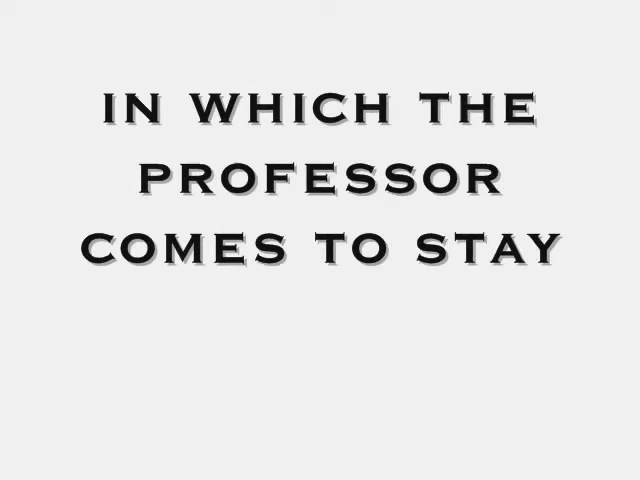 IN WHICH THE
PROFESSOR
COMES TO STAY